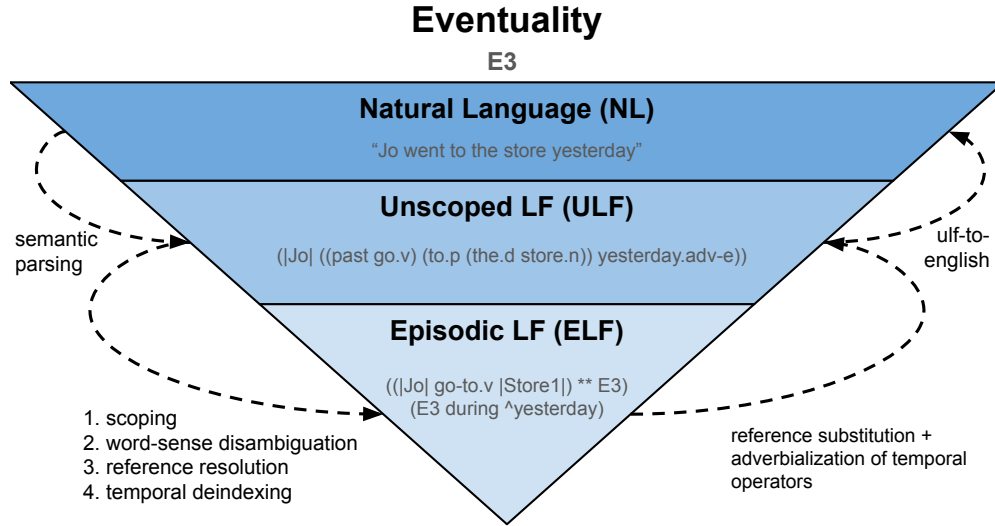 Eventuality
E3
Natural Language (NL)
“Jo went to the store yesterday”
Unscoped LF (ULF)
(|Jo| ((past go.v) (to.p (the.d store.n)) yesterday.adv-e))
semantic
parsing
ulf-to-
english
Episodic LF (ELF)
((|Jo| go-to.v |Store1|) ** E3)
(E3 during ^yesterday)
1. scoping
2. word-sense disambiguation
3. reference resolution
4. temporal deindexing
reference substitution +
adverbialization of temporal
operators